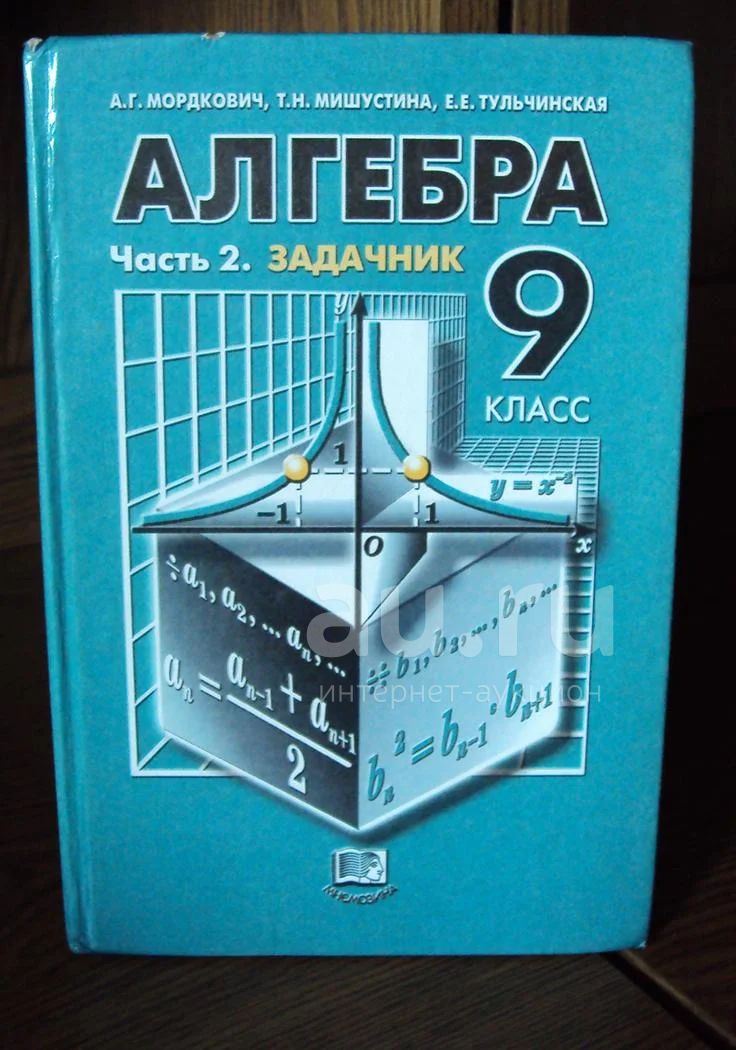 А.Г. МОРДКОВИЧ, Т.Н. МИШУСТИНА, Е.Е. ТУЛЬЧИНСКАЯ
АЛГЕБРА
Часть 2. ЗАДАЧНИК
9
КЛАСС
y
1
y = x⁻²
-1
1
O
x
÷a₁, a₂, ... aₙ, ...
aₙ = (aₙ₋₁ + aₙ₊₁)/2
÷÷b₁, b₂, ..., bₙ, ...
bₙ² = bₙ₋₁ · bₙ₊₁
au.ru
интернет-аукцион
МНЕМОЗИНА